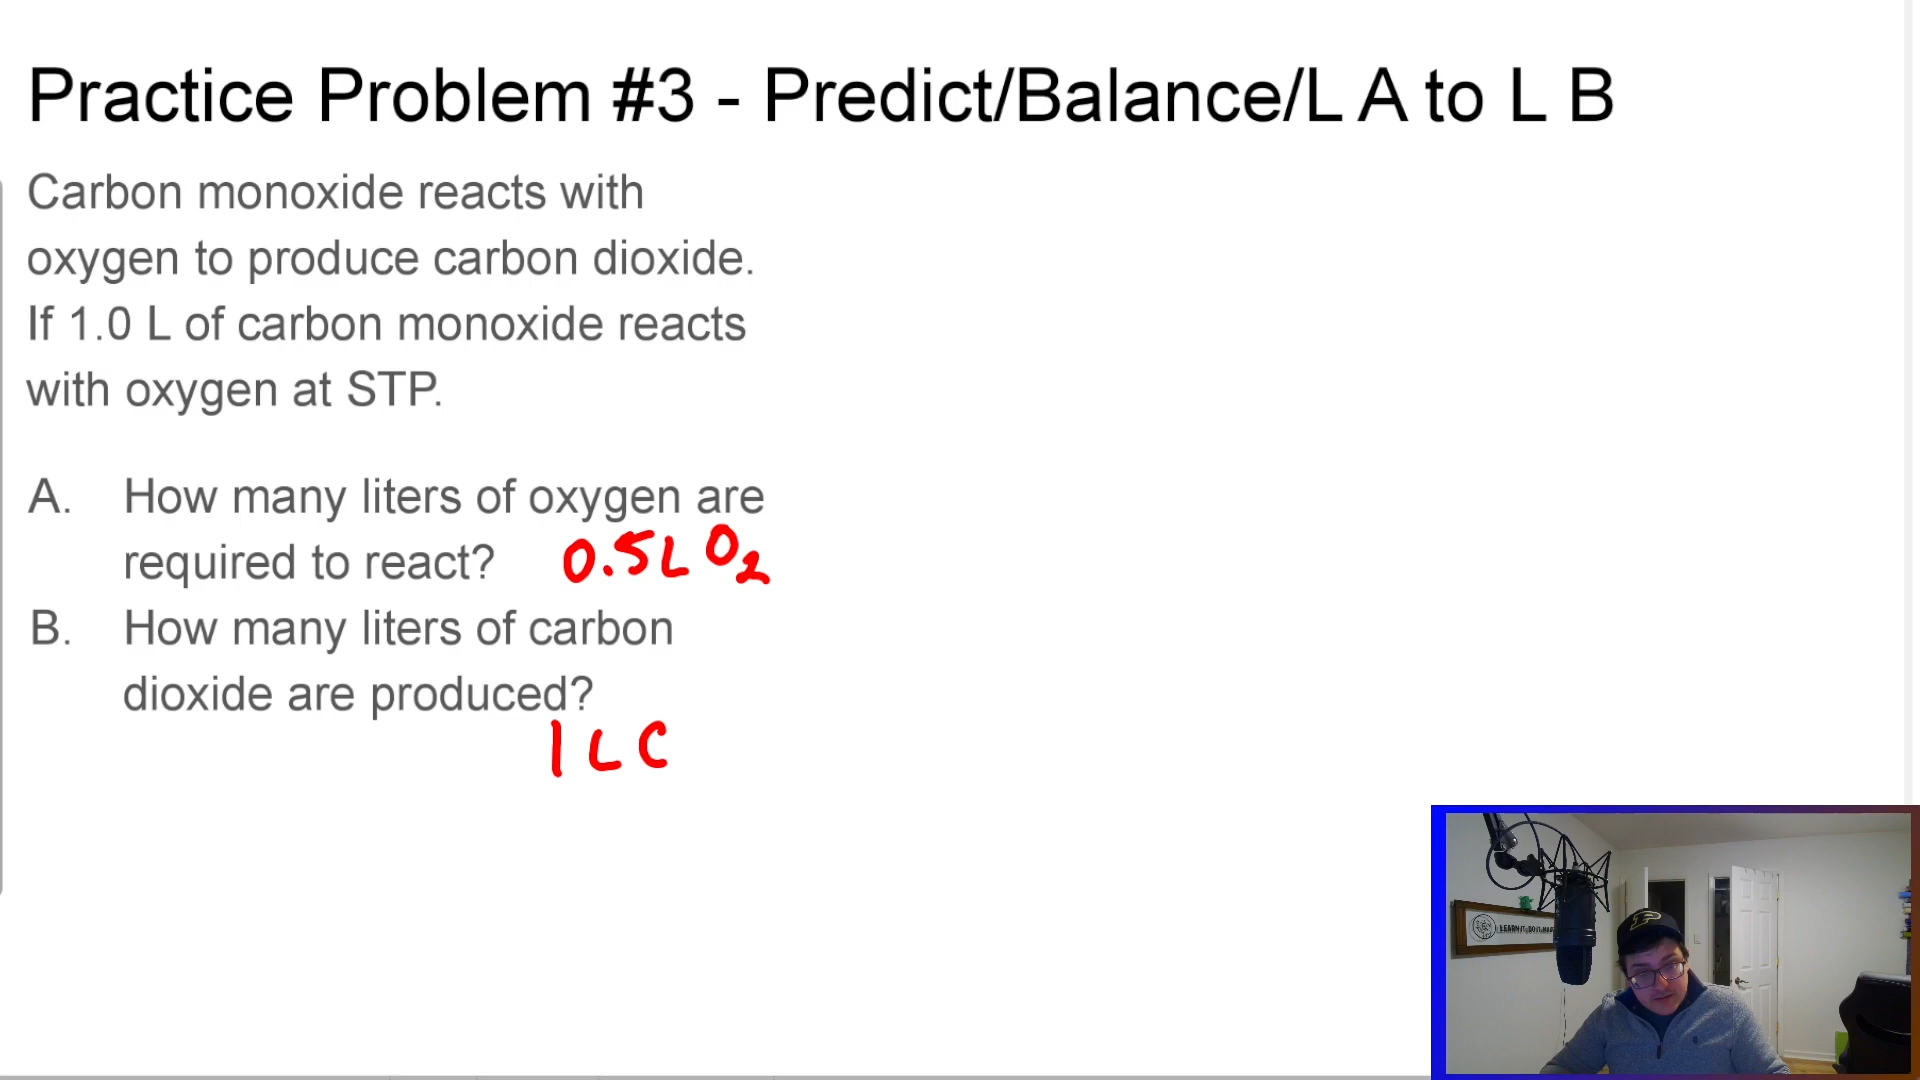 Practice Problem #3 - Predict/Balance/L A to L B
Carbon monoxide reacts with
oxygen to produce carbon dioxide.
If 1.0 L of carbon monoxide reacts
with oxygen at STP.
A. How many liters of oxygen are
required to react? 0.5 L O₂
B. How many liters of carbon
dioxide are produced?
1 L C
P